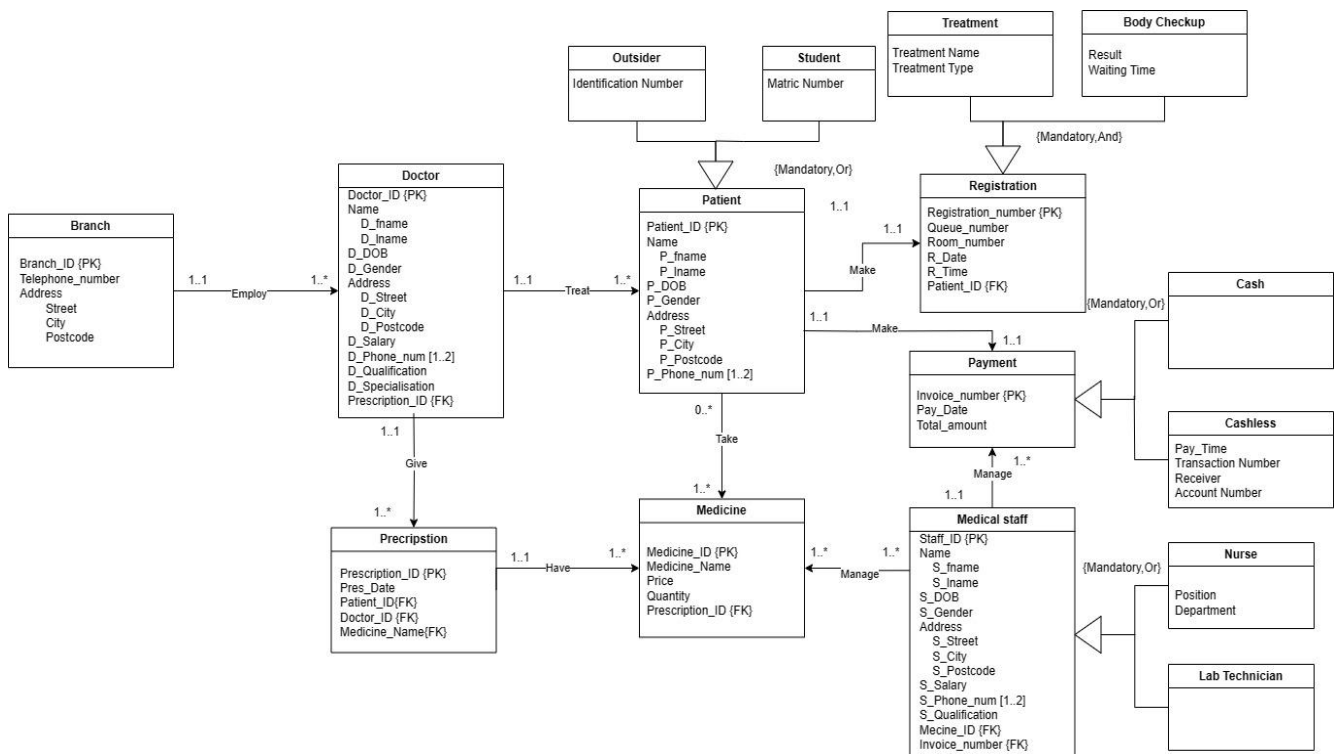 Treatment
Treatment Name
Treatment Type
Body Checkup
Result
Waiting Time
Outsider
Identification Number
Student
Matric Number
{Mandatory,And}
{Mandatory,Or}
Branch
Branch_ID {PK}
Telephone_number
Address
Street
City
Postcode
1..1
Employ
1..*
Doctor
Doctor_ID {PK}
Name
D_fname
D_lname
D_DOB
D_Gender
Address
D_Street
D_City
D_Postcode
D_Salary
D_Phone_num [1..2]
D_Qualification
D_Specialisation
Prescription_ID {FK}
1..1
Treat
1..*
Patient
Patient_ID {PK}
Name
P_fname
P_lname
P_DOB
P_Gender
Address
P_Street
P_City
P_Postcode
P_Phone_num [1..2]
1..1
1..1
Make
Registration
Registration_number {PK}
Queue_number
Room_number
R_Date
R_Time
Patient_ID {FK}
1..1
Make
1..1
Payment
Invoice_number {PK}
Pay_Date
Total_amount
{Mandatory,Or}
Cash
Cashless
Pay_Time
Transaction Number
Receiver
Account Number
1..1
Give
1..*
0..*
Take
1..*
1..*
Manage
1..1
Precripstion
Prescription_ID {PK}
Pres_Date
Patient_ID{FK}
Doctor_ID {FK}
Medicine_Name{FK}
1..1
Have
1..*
Medicine
Medicine_ID {PK}
Medicine_Name
Price
Quantity
Prescription_ID {FK}
1..*
Manage
1..*
Medical staff
Staff_ID {PK}
Name
S_fname
S_lname
S_DOB
S_Gender
Address
S_Street
S_City
S_Postcode
S_Salary
S_Phone_num [1..2]
S_Qualification
Mecine_ID {FK}
Invoice_number {FK}
{Mandatory,Or}
Nurse
Position
Department
Lab Technician